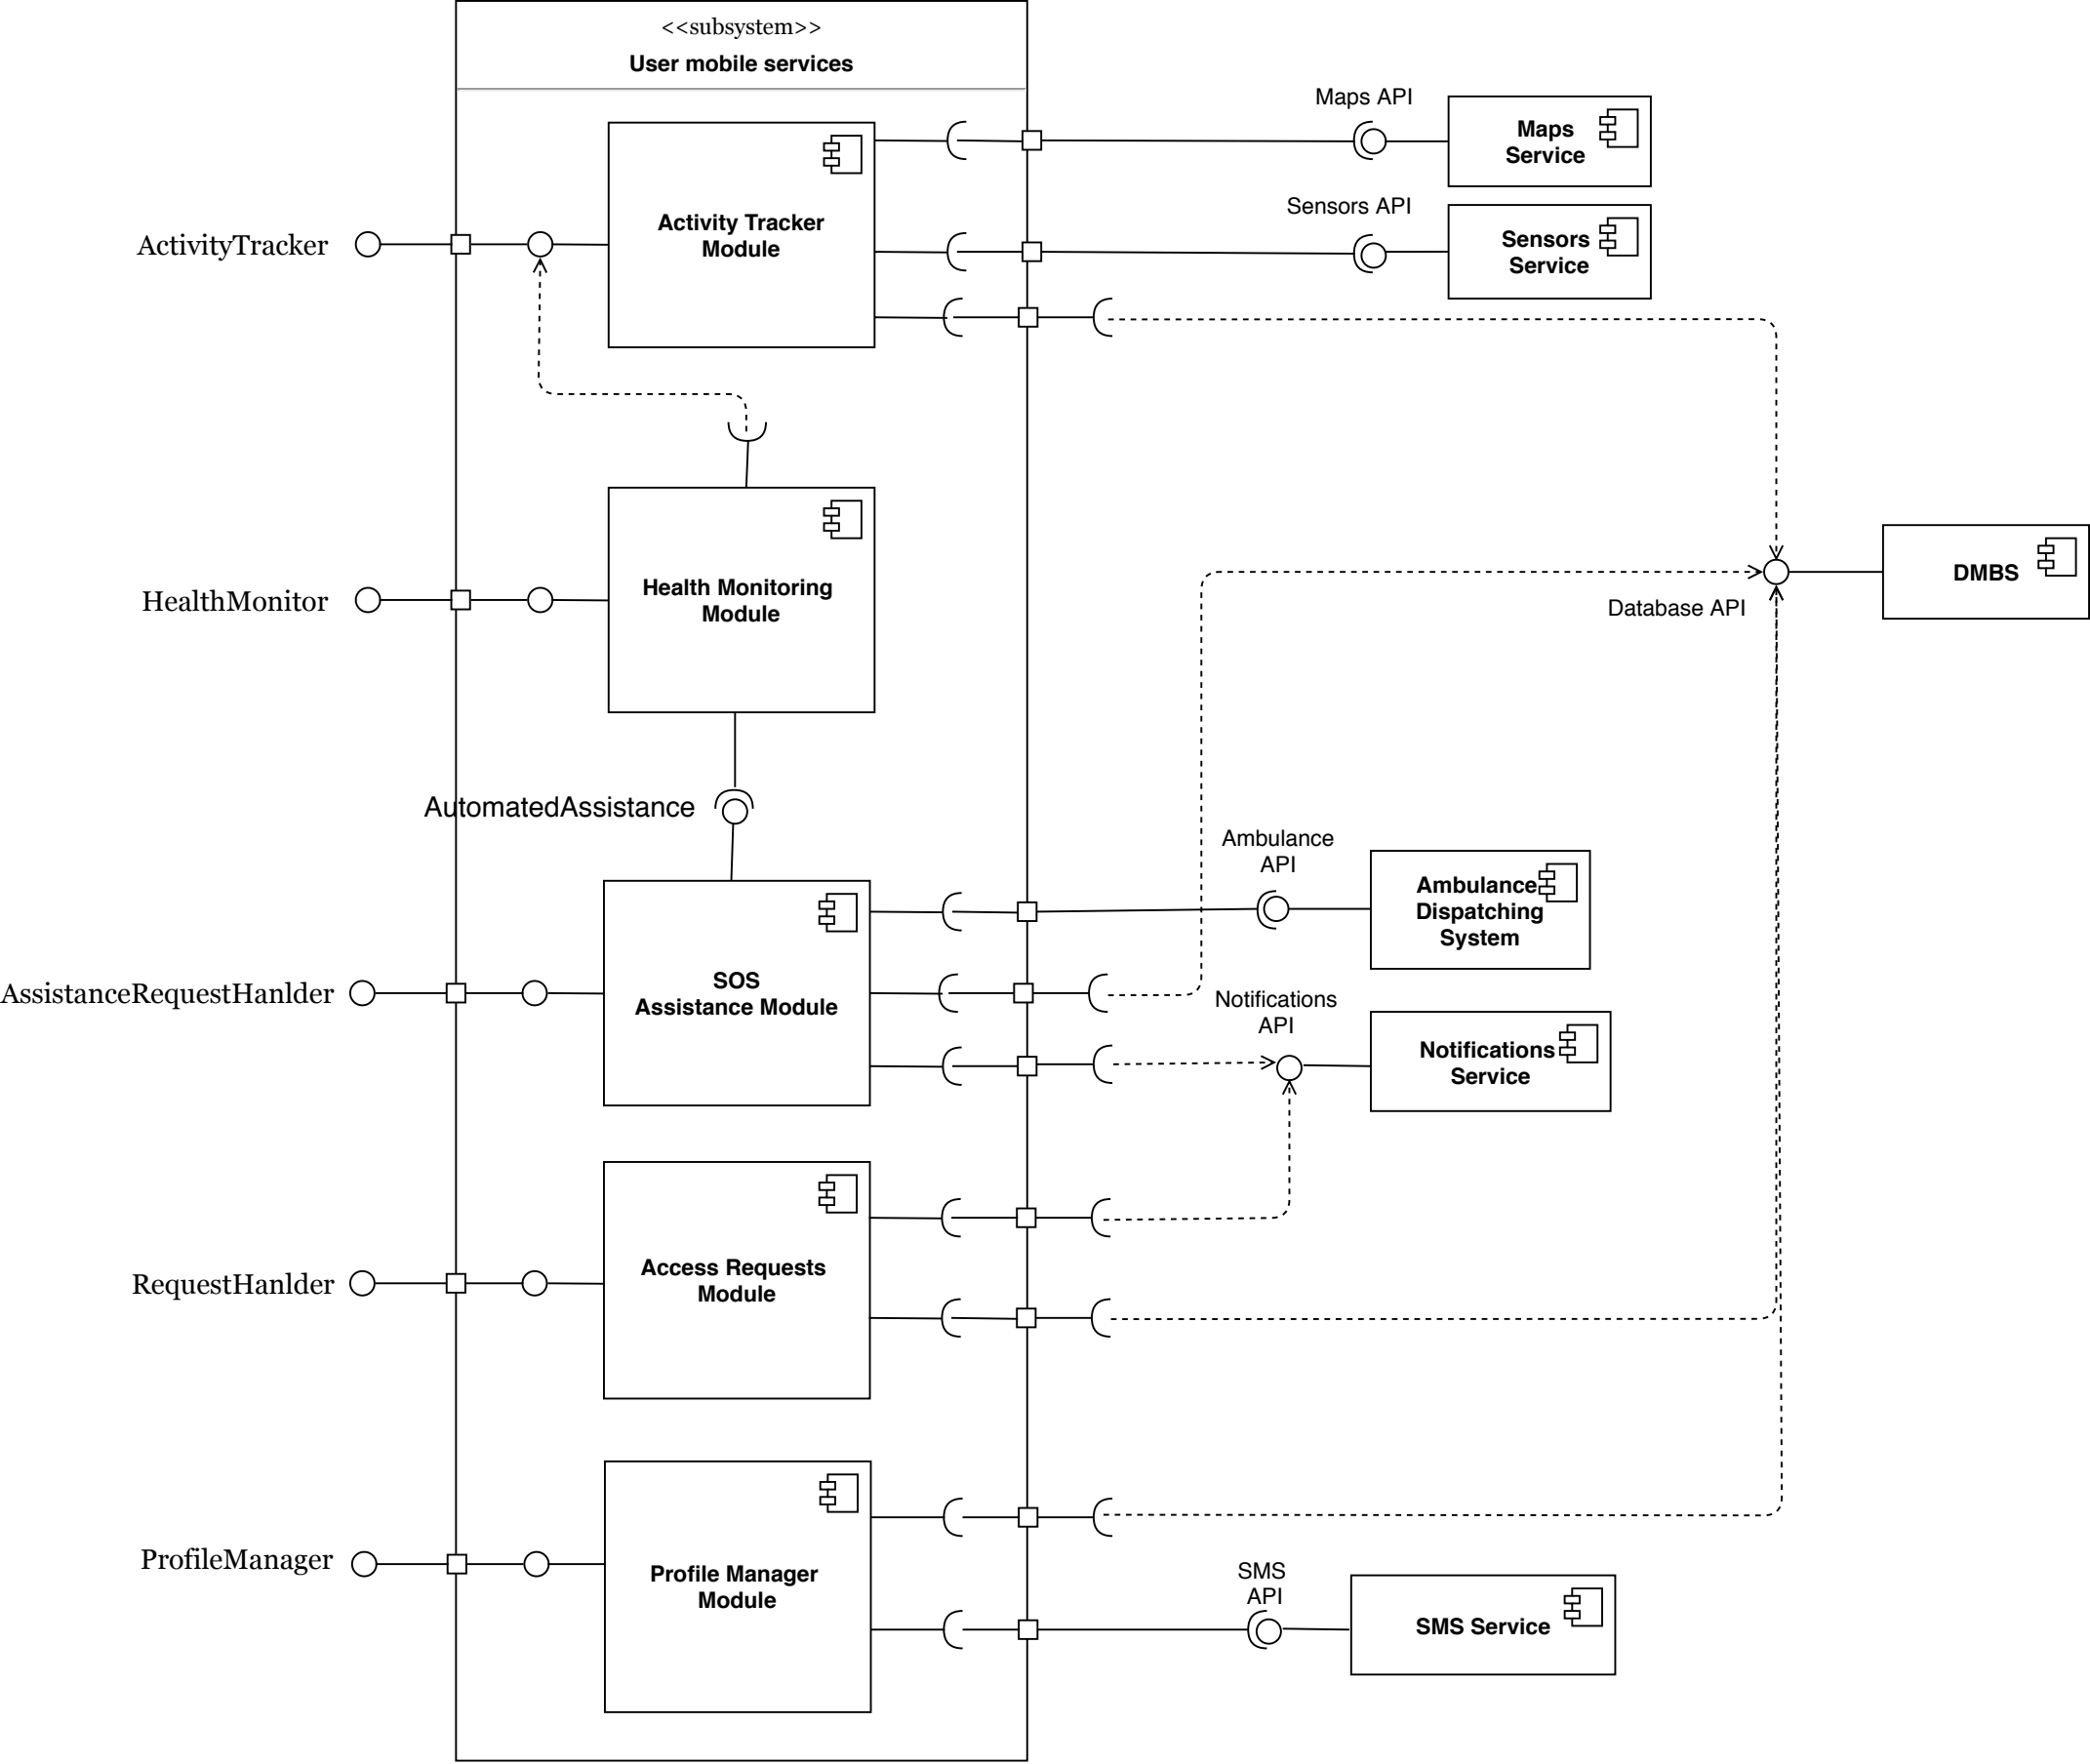 <<subsystem>>
User mobile services
Maps API
Maps
Service
Activity Tracker
Module
ActivityTracker
Sensors API
Sensors
Service
Health Monitoring
Module
HealthMonitor
DMBS
Database API
AutomatedAssistance
Ambulance
API
Ambulance
Dispatching
System
SOS
Assistance Module
AssistanceRequestHanlder
Notifications
API
Notifications
Service
Access Requests
Module
RequestHanlder
Profile Manager
Module
ProfileManager
SMS
API
SMS Service